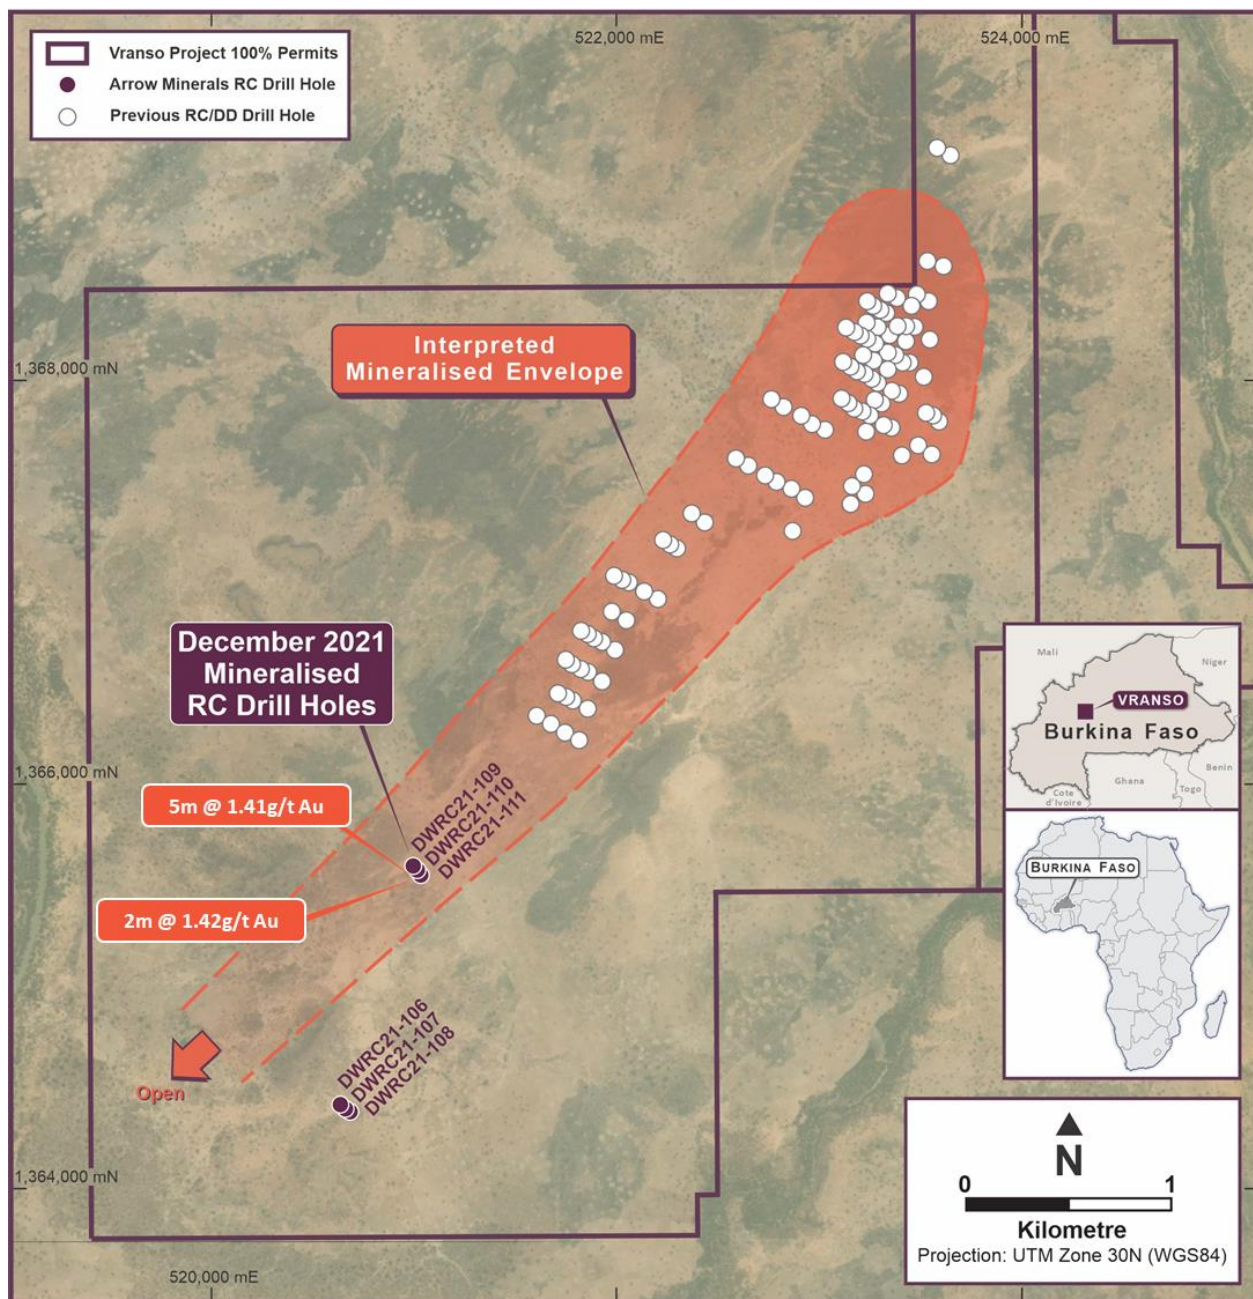 522,000 mE
524,000 mE
Vranso Project 100% Permits
Arrow Minerals RC Drill Hole
Previous RC/DD Drill Hole
1,368,000 mN
Interpreted
Mineralised Envelope
December 2021
Mineralised
RC Drill Holes
1,366,000 mN
5m @ 1.41g/t Au
DWRC21-109
DWRC21-110
DWRC21-111
2m @ 1.42g/t Au
DWRC21-106
DWRC21-107
DWRC21-108
Open
1,364,000 mN
520,000 mE
Mali
Niger
VRANSO
Burkina Faso
Benin
Ghana
Togo
Cote
d'Ivoire
BURKINA FASO
N
0
1
Kilometre
Projection: UTM Zone 30N (WGS84)